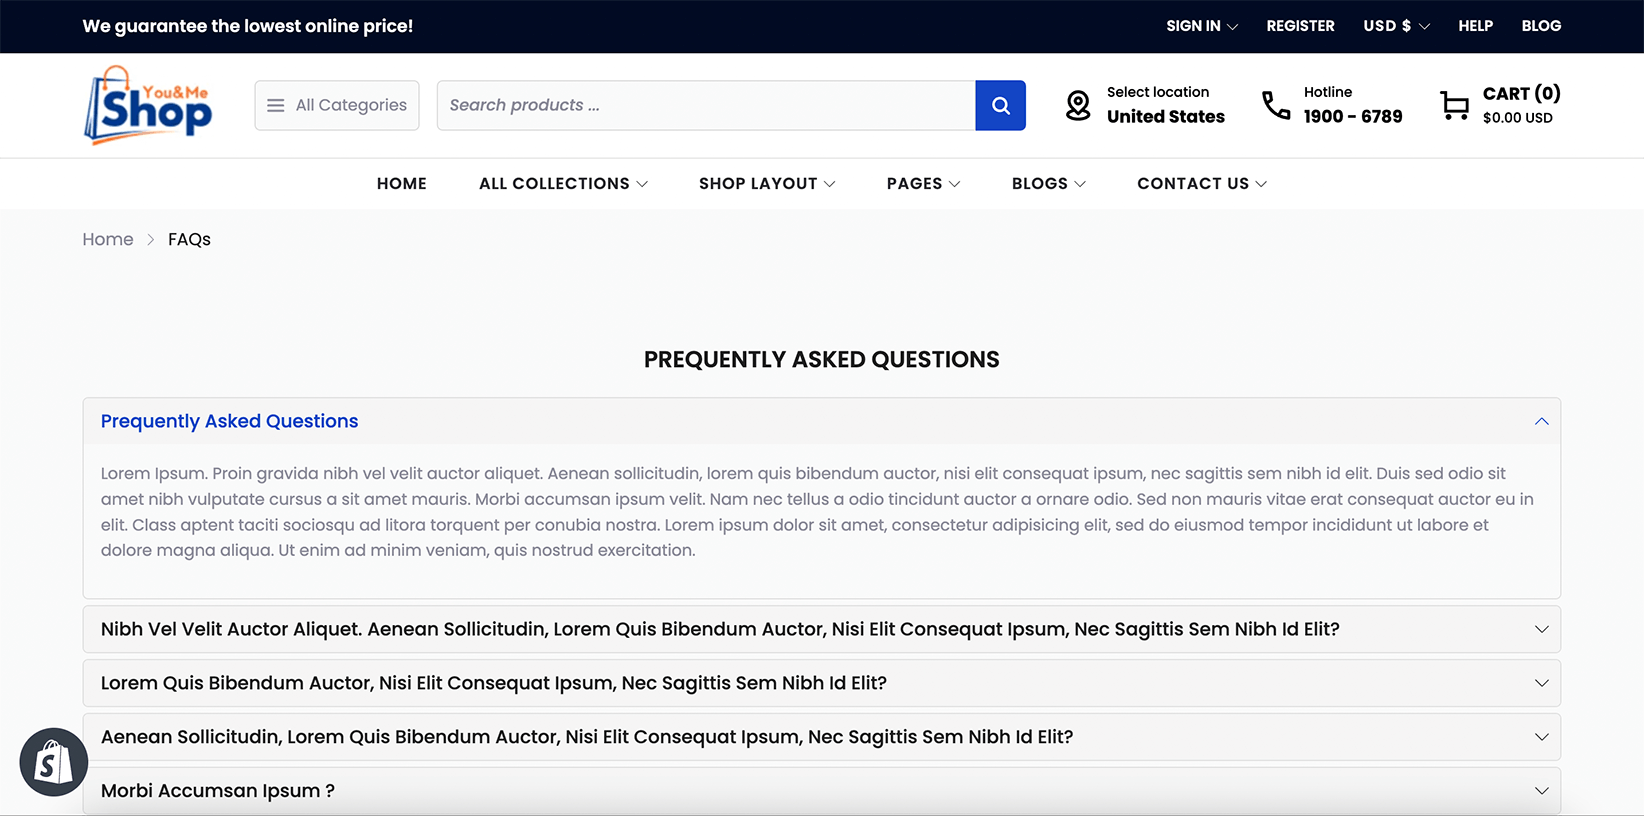 We guarantee the lowest online price!
SIGN IN
REGISTER
USD $
HELP
BLOG
You&Me
Shop
All Categories
Search products ...
Select location
United States
Hotline
1900 - 6789
CART (0)
$0.00 USD
HOME
ALL COLLECTIONS
SHOP LAYOUT
PAGES
BLOGS
CONTACT US
Home
FAQs
PREQUENTLY ASKED QUESTIONS
Prequently Asked Questions
Lorem Ipsum. Proin gravida nibh vel velit auctor aliquet. Aenean sollicitudin, lorem quis bibendum auctor, nisi elit consequat ipsum, nec sagittis sem nibh id elit. Duis sed odio sit
amet nibh vulputate cursus a sit amet mauris. Morbi accumsan ipsum velit. Nam nec tellus a odio tincidunt auctor a ornare odio. Sed non mauris vitae erat consequat auctor eu in
elit. Class aptent taciti sociosqu ad litora torquent per conubia nostra. Lorem ipsum dolor sit amet, consectetur adipisicing elit, sed do eiusmod tempor incididunt ut labore et
dolore magna aliqua. Ut enim ad minim veniam, quis nostrud exercitation.
Nibh Vel Velit Auctor Aliquet. Aenean Sollicitudin, Lorem Quis Bibendum Auctor, Nisi Elit Consequat Ipsum, Nec Sagittis Sem Nibh Id Elit?
Lorem Quis Bibendum Auctor, Nisi Elit Consequat Ipsum, Nec Sagittis Sem Nibh Id Elit?
Aenean Sollicitudin, Lorem Quis Bibendum Auctor, Nisi Elit Consequat Ipsum, Nec Sagittis Sem Nibh Id Elit?
Morbi Accumsan Ipsum ?